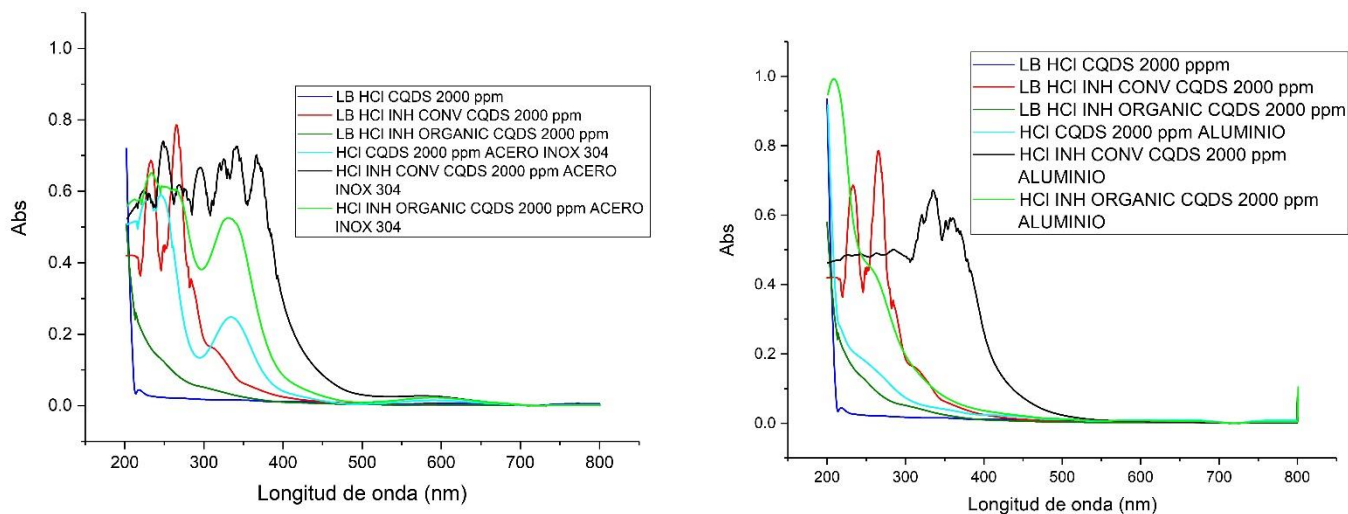 1.0
0.8
0.6
0.4
0.2
0.0
Abs
LB HCl CQDS 2000 ppm
LB HCl INH CONV CQDS 2000 ppm
LB HCl INH ORGANIC CQDS 2000 ppm
HCl CQDS 2000 ppm ACERO INOX 304
HCl INH CONV CQDS 2000 ppm ACERO
INOX 304
HCl INH ORGANIC CQDS 2000 ppm ACERO
INOX 304
200 300 400 500 600 700 800
Longitud de onda (nm)
1.0
0.8
0.6
0.4
0.2
0.0
Abs
LB HCl CQDS 2000 pppm
LB HCl INH CONV CQDS 2000 ppm
LB HCl INH ORGANIC CQDS 2000 ppm
HCl CQDS 2000 ppm ALUMINIO
HCl INH CONV CQDS 2000 ppm
ALUMINIO
HCl INH ORGANIC CQDS 2000 ppm
ALUMINIO
200 300 400 500 600 700 800
Longitud de onda (nm)